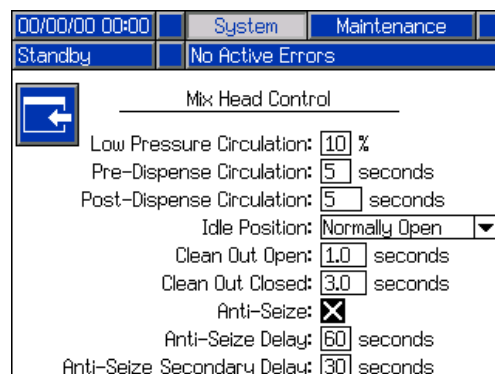 00/00/00 00:00 System Maintenance
Standby No Active Errors
Mix Head Control
Low Pressure Circulation: 10 %
Pre-Dispense Circulation: 5 seconds
Post-Dispense Circulation: 5 seconds
Idle Position: Normally Open
Clean Out Open: 1.0 seconds
Clean Out Closed: 3.0 seconds
Anti-Seize:
Anti-Seize Delay: 60 seconds
Anti-Seize Secondary Delay: 30 seconds